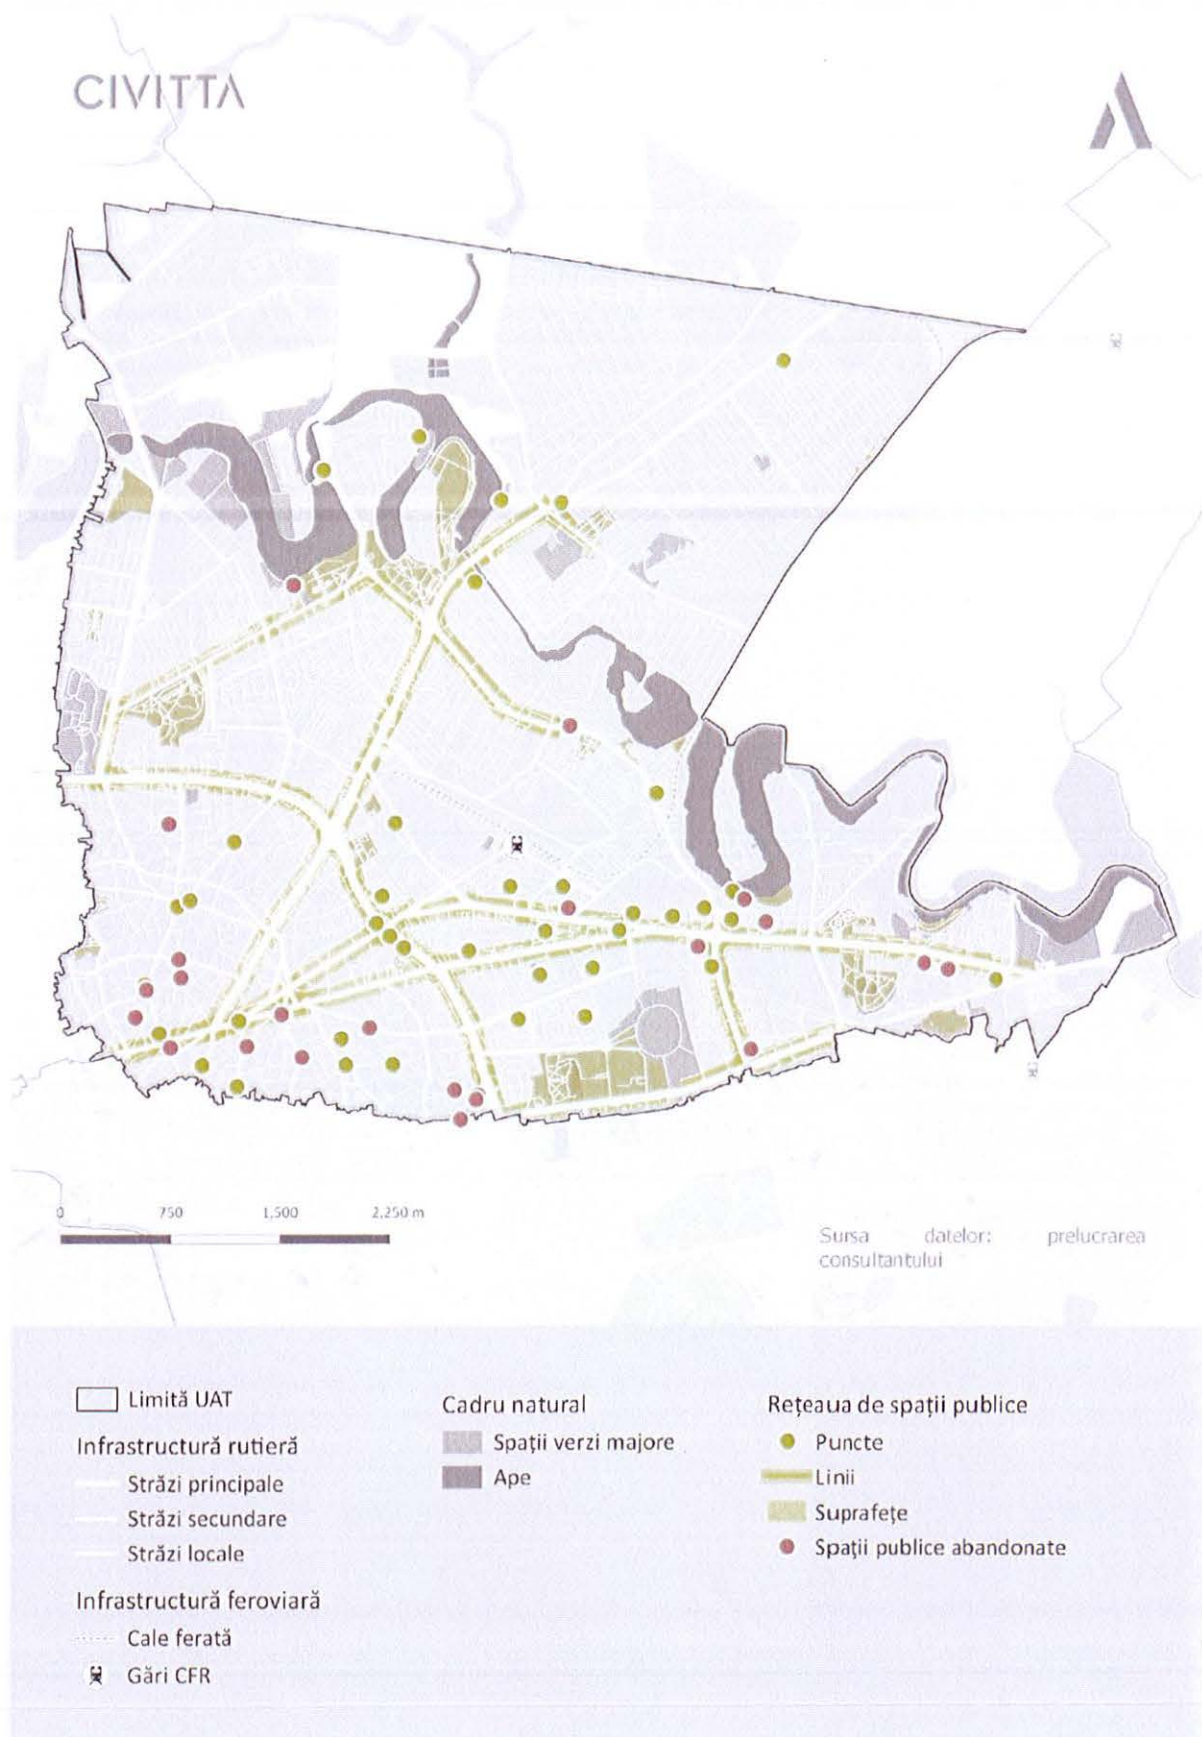 CIVITTA
0 750 1,500 2,250 m
Sursa datelor: prelucrarea
consultantului
Limită UAT
Infrastructură rutieră
Străzi principale
Străzi secundare
Străzi locale
Infrastructură feroviară
Cale ferată
Gări CFR
Cadru natural
Spații verzi majore
Ape
Rețeaua de spații publice
Puncte
Linii
Suprafețe
Spații publice abandonate